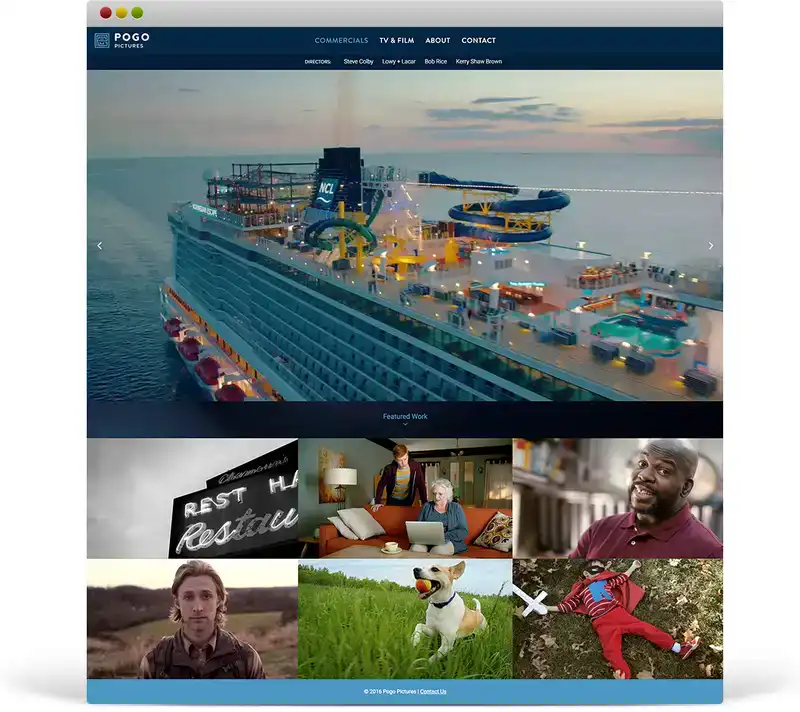 POGO
PICTURES
COMMERCIALS TV & FILM ABOUT CONTACT
DIRECTORS: Steve Colby Lowy + Lacar Bob Rice Kerry Shaw Brown
NCL
NORWEGIAN ESCAPE
Featured Work
REST HA
Restau
K
© 2016 Pogo Pictures | Contact Us